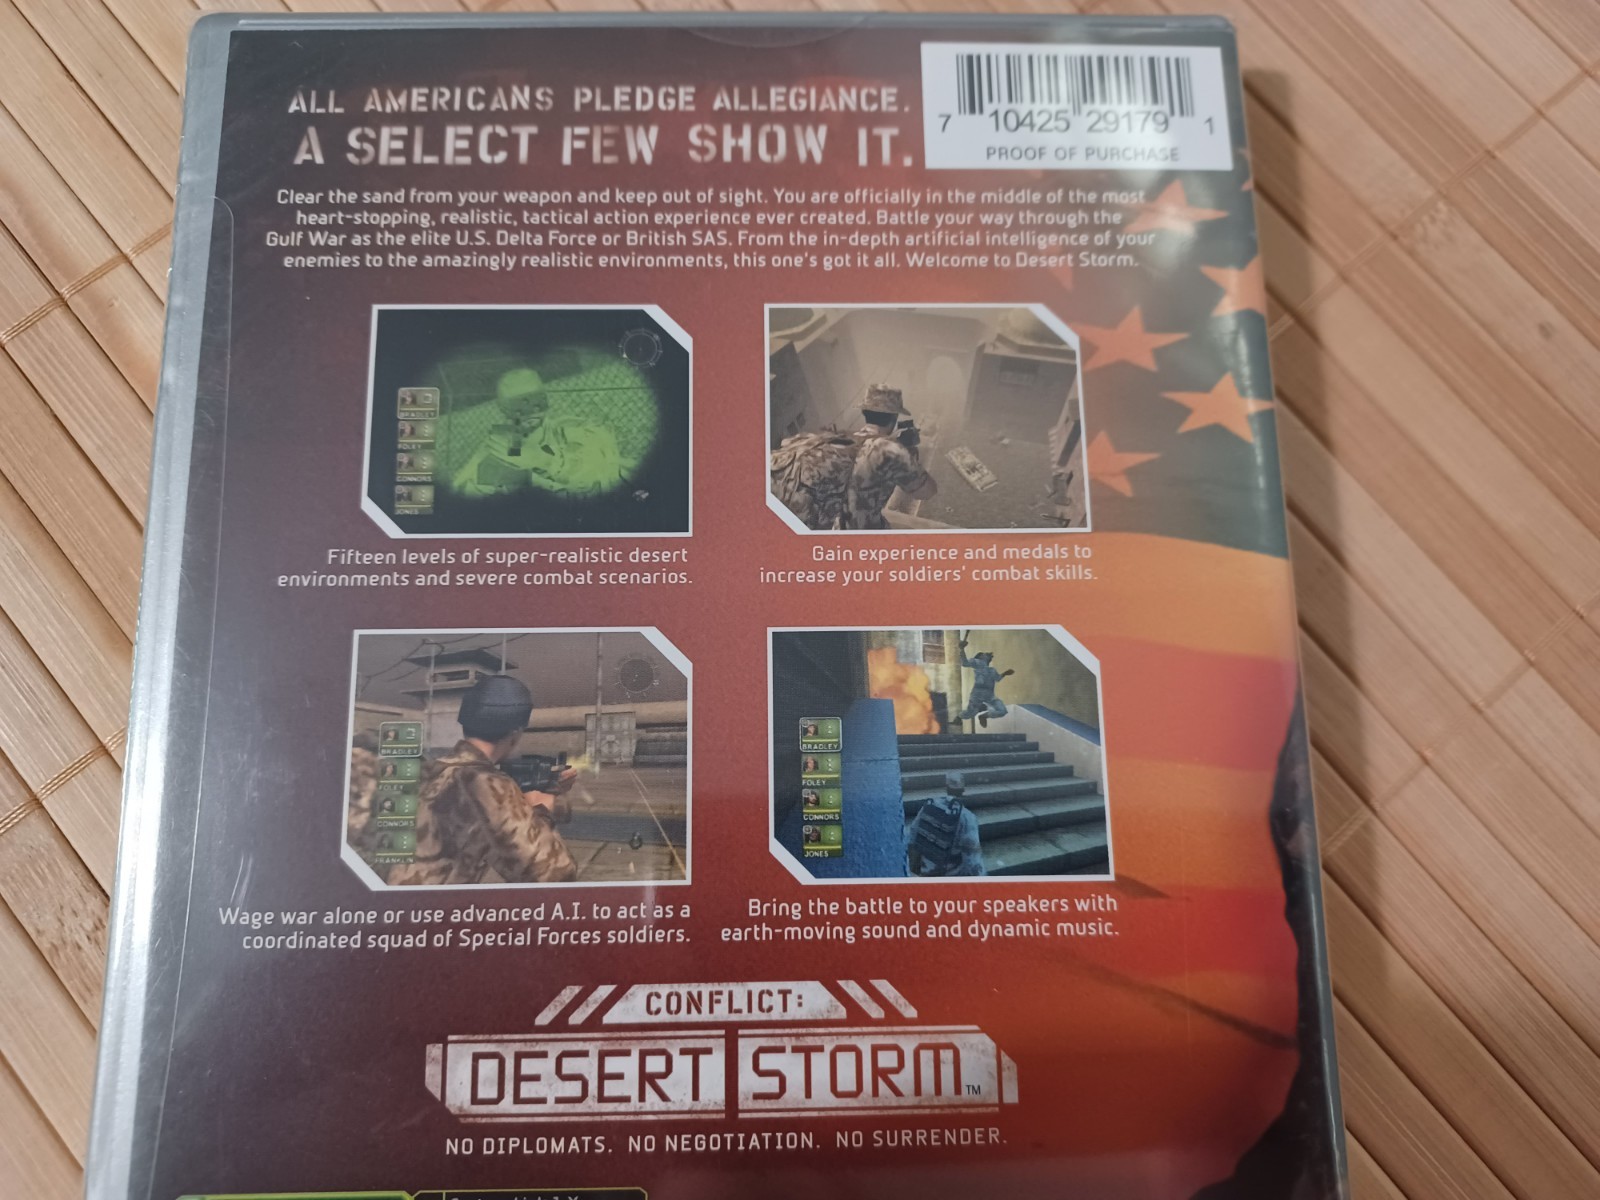 ALL AMERICANS PLEDGE ALLEGIANCE.
A SELECT FEW SHOW IT.
7 10425 29179 1
PROOF OF PURCHASE
Clear the sand from your weapon and keep out of sight. You are officially in the middle of the most
heart-stopping, realistic, tactical action experience ever created. Battle your way through the
Gulf War as the elite U.S. Delta Force or British SAS. From the in-depth artificial intelligence of your
enemies to the amazingly realistic environments, this one's got it all. Welcome to Desert Storm.
BRADLEY
FOLEY
CONNORS
JONES
Fifteen levels of super-realistic desert
environments and severe combat scenarios.
Gain experience and medals to
increase your soldiers' combat skills.
BRADLEY
FOLEY
CONNORS
FRANKLIN
BRADLEY
FOLEY
CONNORS
JONES
Wage war alone or use advanced A.I. to act as a
coordinated squad of Special Forces soldiers.
Bring the battle to your speakers with
earth-moving sound and dynamic music.
CONFLICT:
DESERT STORM™
NO DIPLOMATS. NO NEGOTIATION. NO SURRENDER.